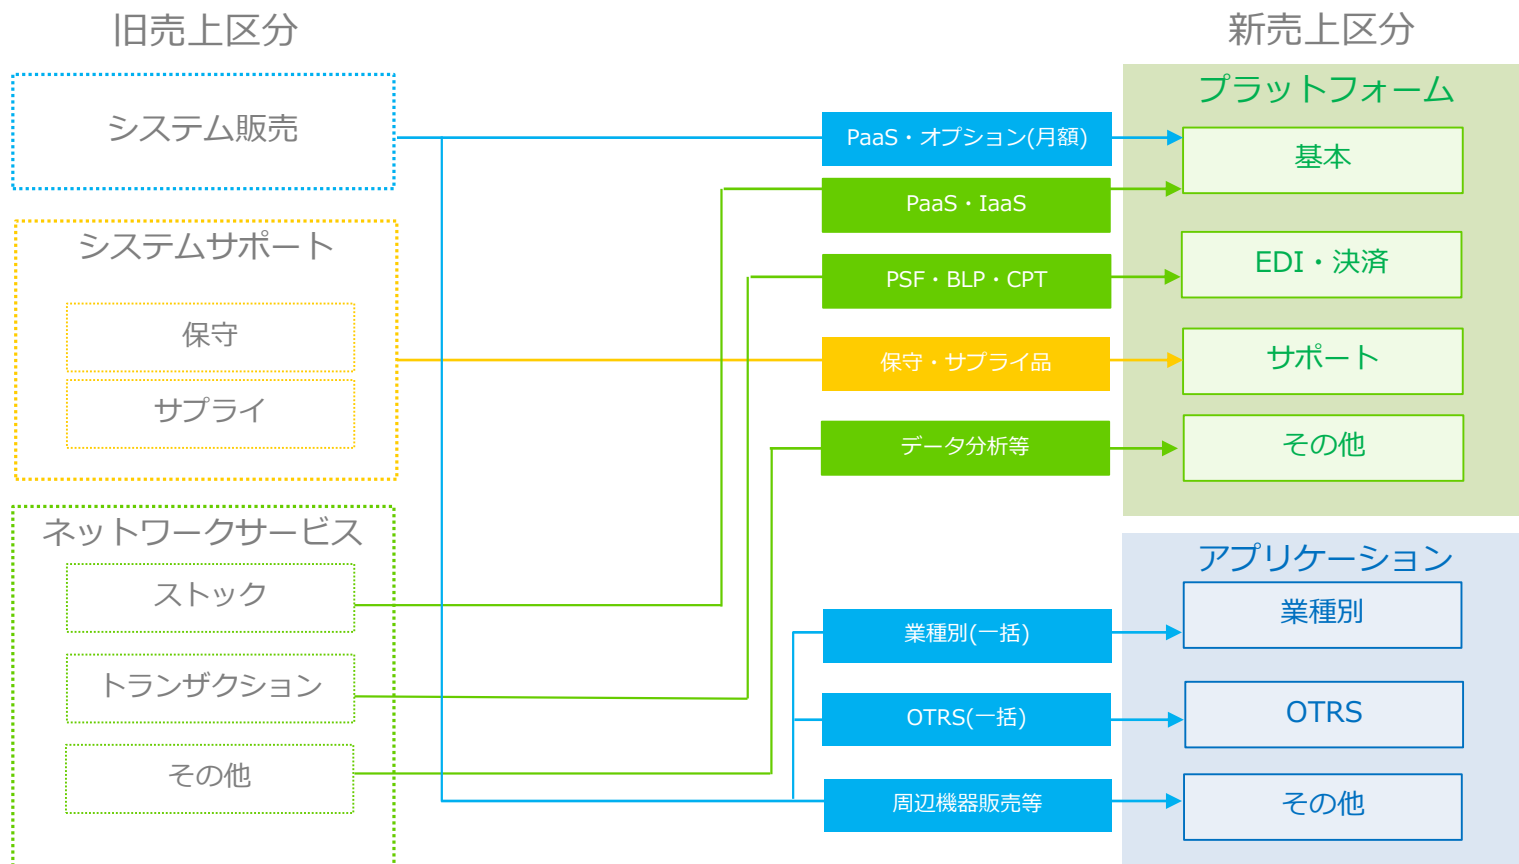 旧売上区分
新売上区分
システム販売
システムサポート
保守
サプライ
ネットワークサービス
ストック
トランザクション
その他
PaaS・オプション(月額)
PaaS・IaaS
PSF・BLP・CPT
保守・サプライ品
データ分析等
業種別(一括)
OTRS(一括)
周辺機器販売等
プラットフォーム
基本
EDI・決済
サポート
その他
アプリケーション
業種別
OTRS
その他